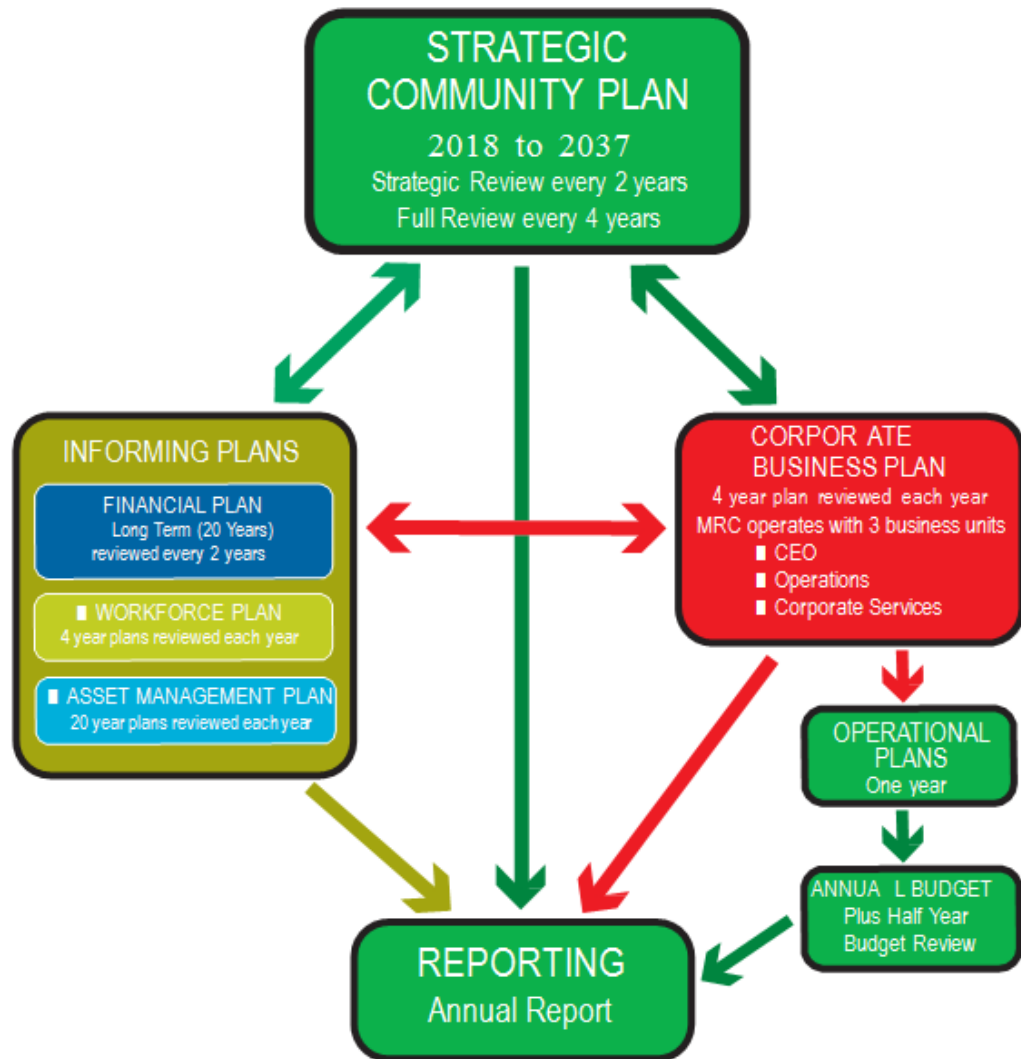 STRATEGIC
COMMUNITY PLAN
2018 to 2037
Strategic Review every 2 years
Full Review every 4 years
INFORMING PLANS
FINANCIAL PLAN
Long Term (20 Years)
reviewed every 2 years
■ WORKFORCE PLAN
4 year plans reviewed each year
■ ASSET MANAGEMENT PLAN
20 year plans reviewed each year
CORPOR ATE
BUSINESS PLAN
4 year plan reviewed each year
MRC operates with 3 business units
■ CEO
■ Operations
■ Corporate Services
OPERATIONAL
PLANS
One year
ANNUA L BUDGET
Plus Half Year
Budget Review
REPORTING
Annual Report